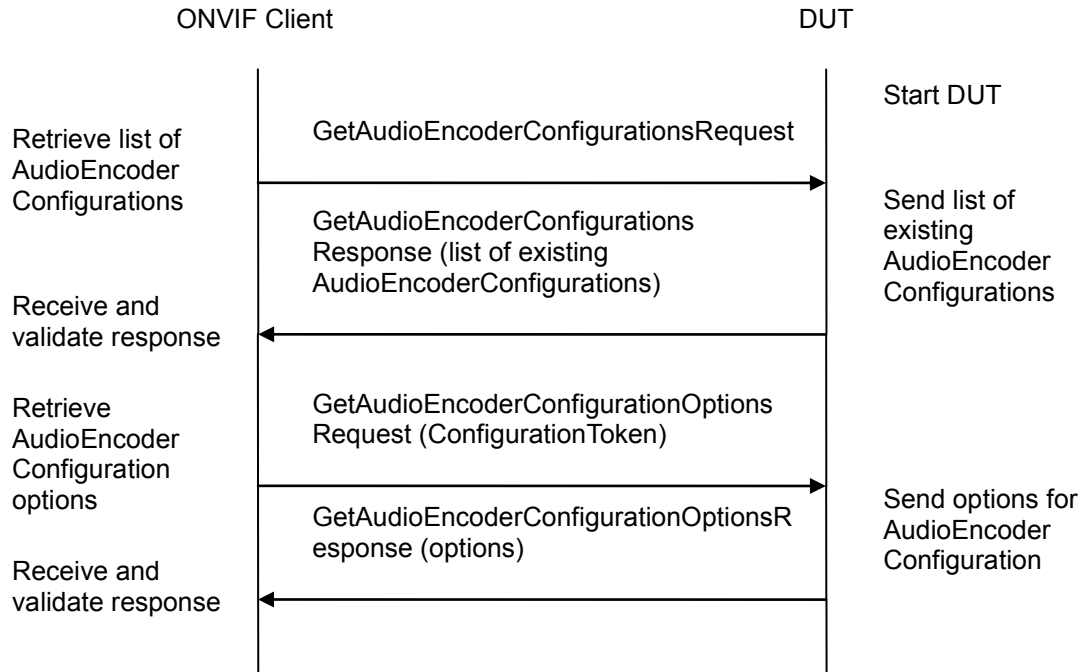 ONVIF Client
DUT
Start DUT
Retrieve list of
AudioEncoder
Configurations
GetAudioEncoderConfigurationsRequest
Send list of
existing
AudioEncoder
Configurations
GetAudioEncoderConfigurations
Response (list of existing
AudioEncoderConfigurations)
Receive and
validate response
Retrieve
AudioEncoder
Configuration
options
GetAudioEncoderConfigurationOptions
Request (ConfigurationToken)
Send options for
AudioEncoder
Configuration
GetAudioEncoderConfigurationOptionsR
esponse (options)
Receive and
validate response